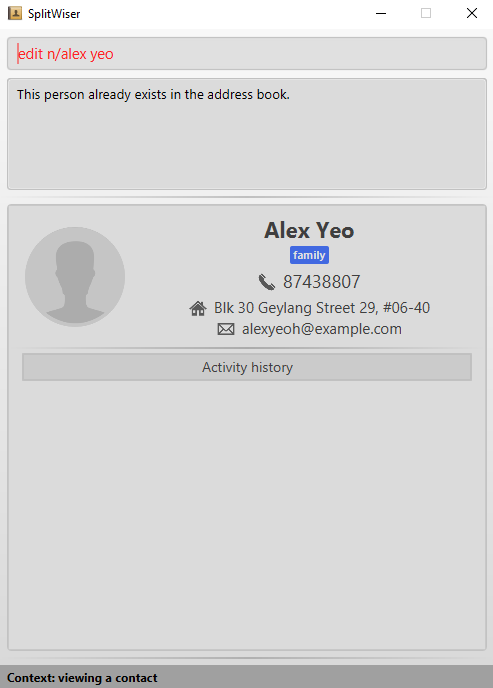 SplitWiser
edit n/alex yeo
This person already exists in the address book.
Alex Yeo
family
87438807
Blk 30 Geylang Street 29, #06-40
alexyeoh@example.com
Activity history
Context: viewing a contact